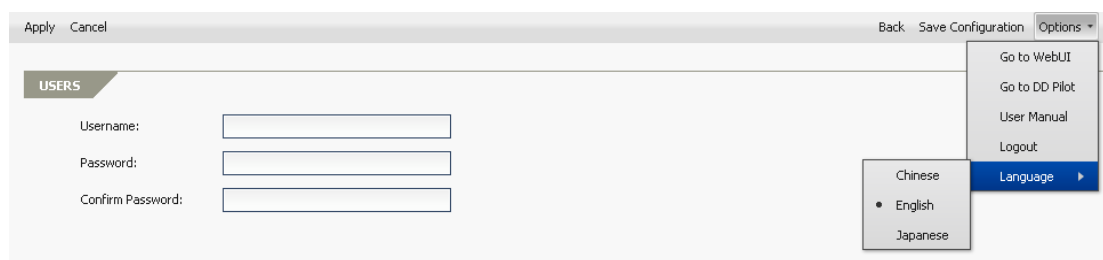 Apply Cancel Back Save Configuration Options
Go to WebUI
USERS Go to DD Pilot
Username: User Manual
Logout
Password:
Chinese Language
Confirm Password: English
Japanese